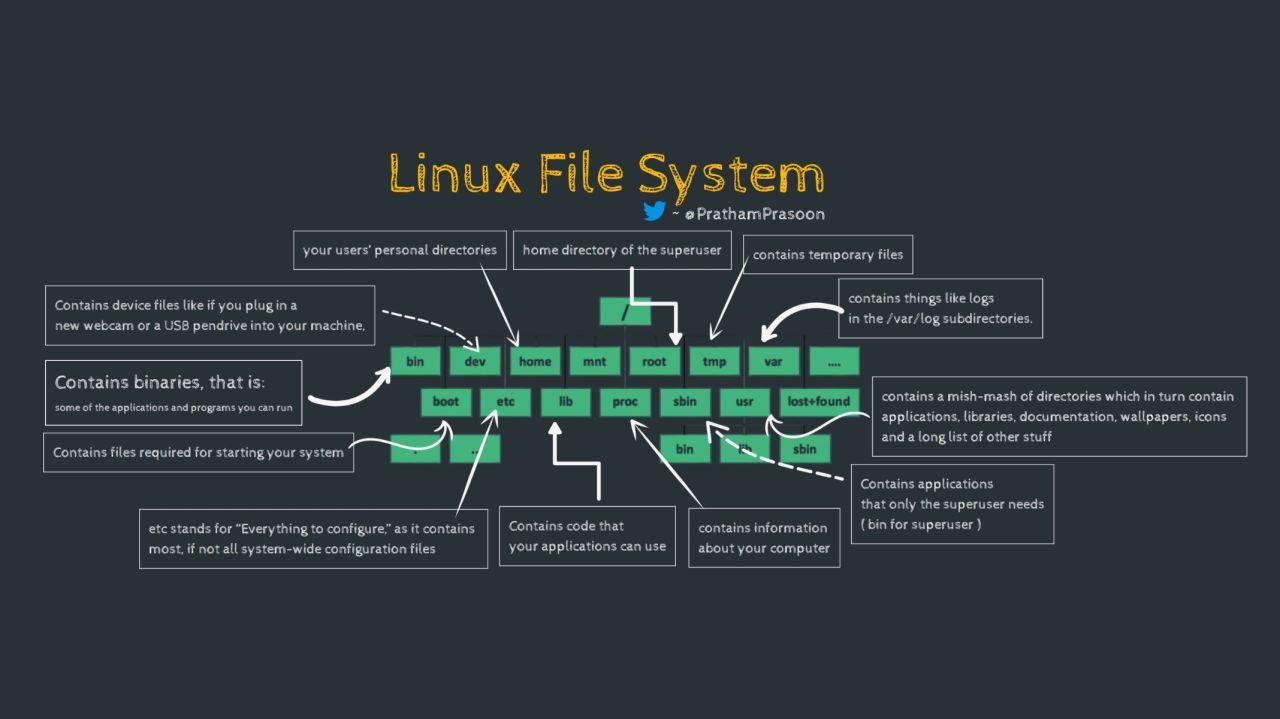 Linux File System
~ @PrathamPrasoon
your users' personal directories
home directory of the superuser
contains temporary files
Contains device files like if you plug in a
new webcam or a USB pendrive into your machine,
contains things like logs
in the /var/log subdirectories.
/
bin dev home mnt root tmp var ....
Contains binaries, that is:
some of the applications and programs you can run
boot etc lib proc sbin usr lost+found
contains a mish-mash of directories which in turn contain
applications, libraries, documentation, wallpapers, icons
and a long list of other stuff
Contains files required for starting your system
. .. bin lib sbin
Contains applications
that only the superuser needs
( bin for superuser )
etc stands for "Everything to configure," as it contains
most, if not all system-wide configuration files
Contains code that
your applications can use
contains information
about your computer